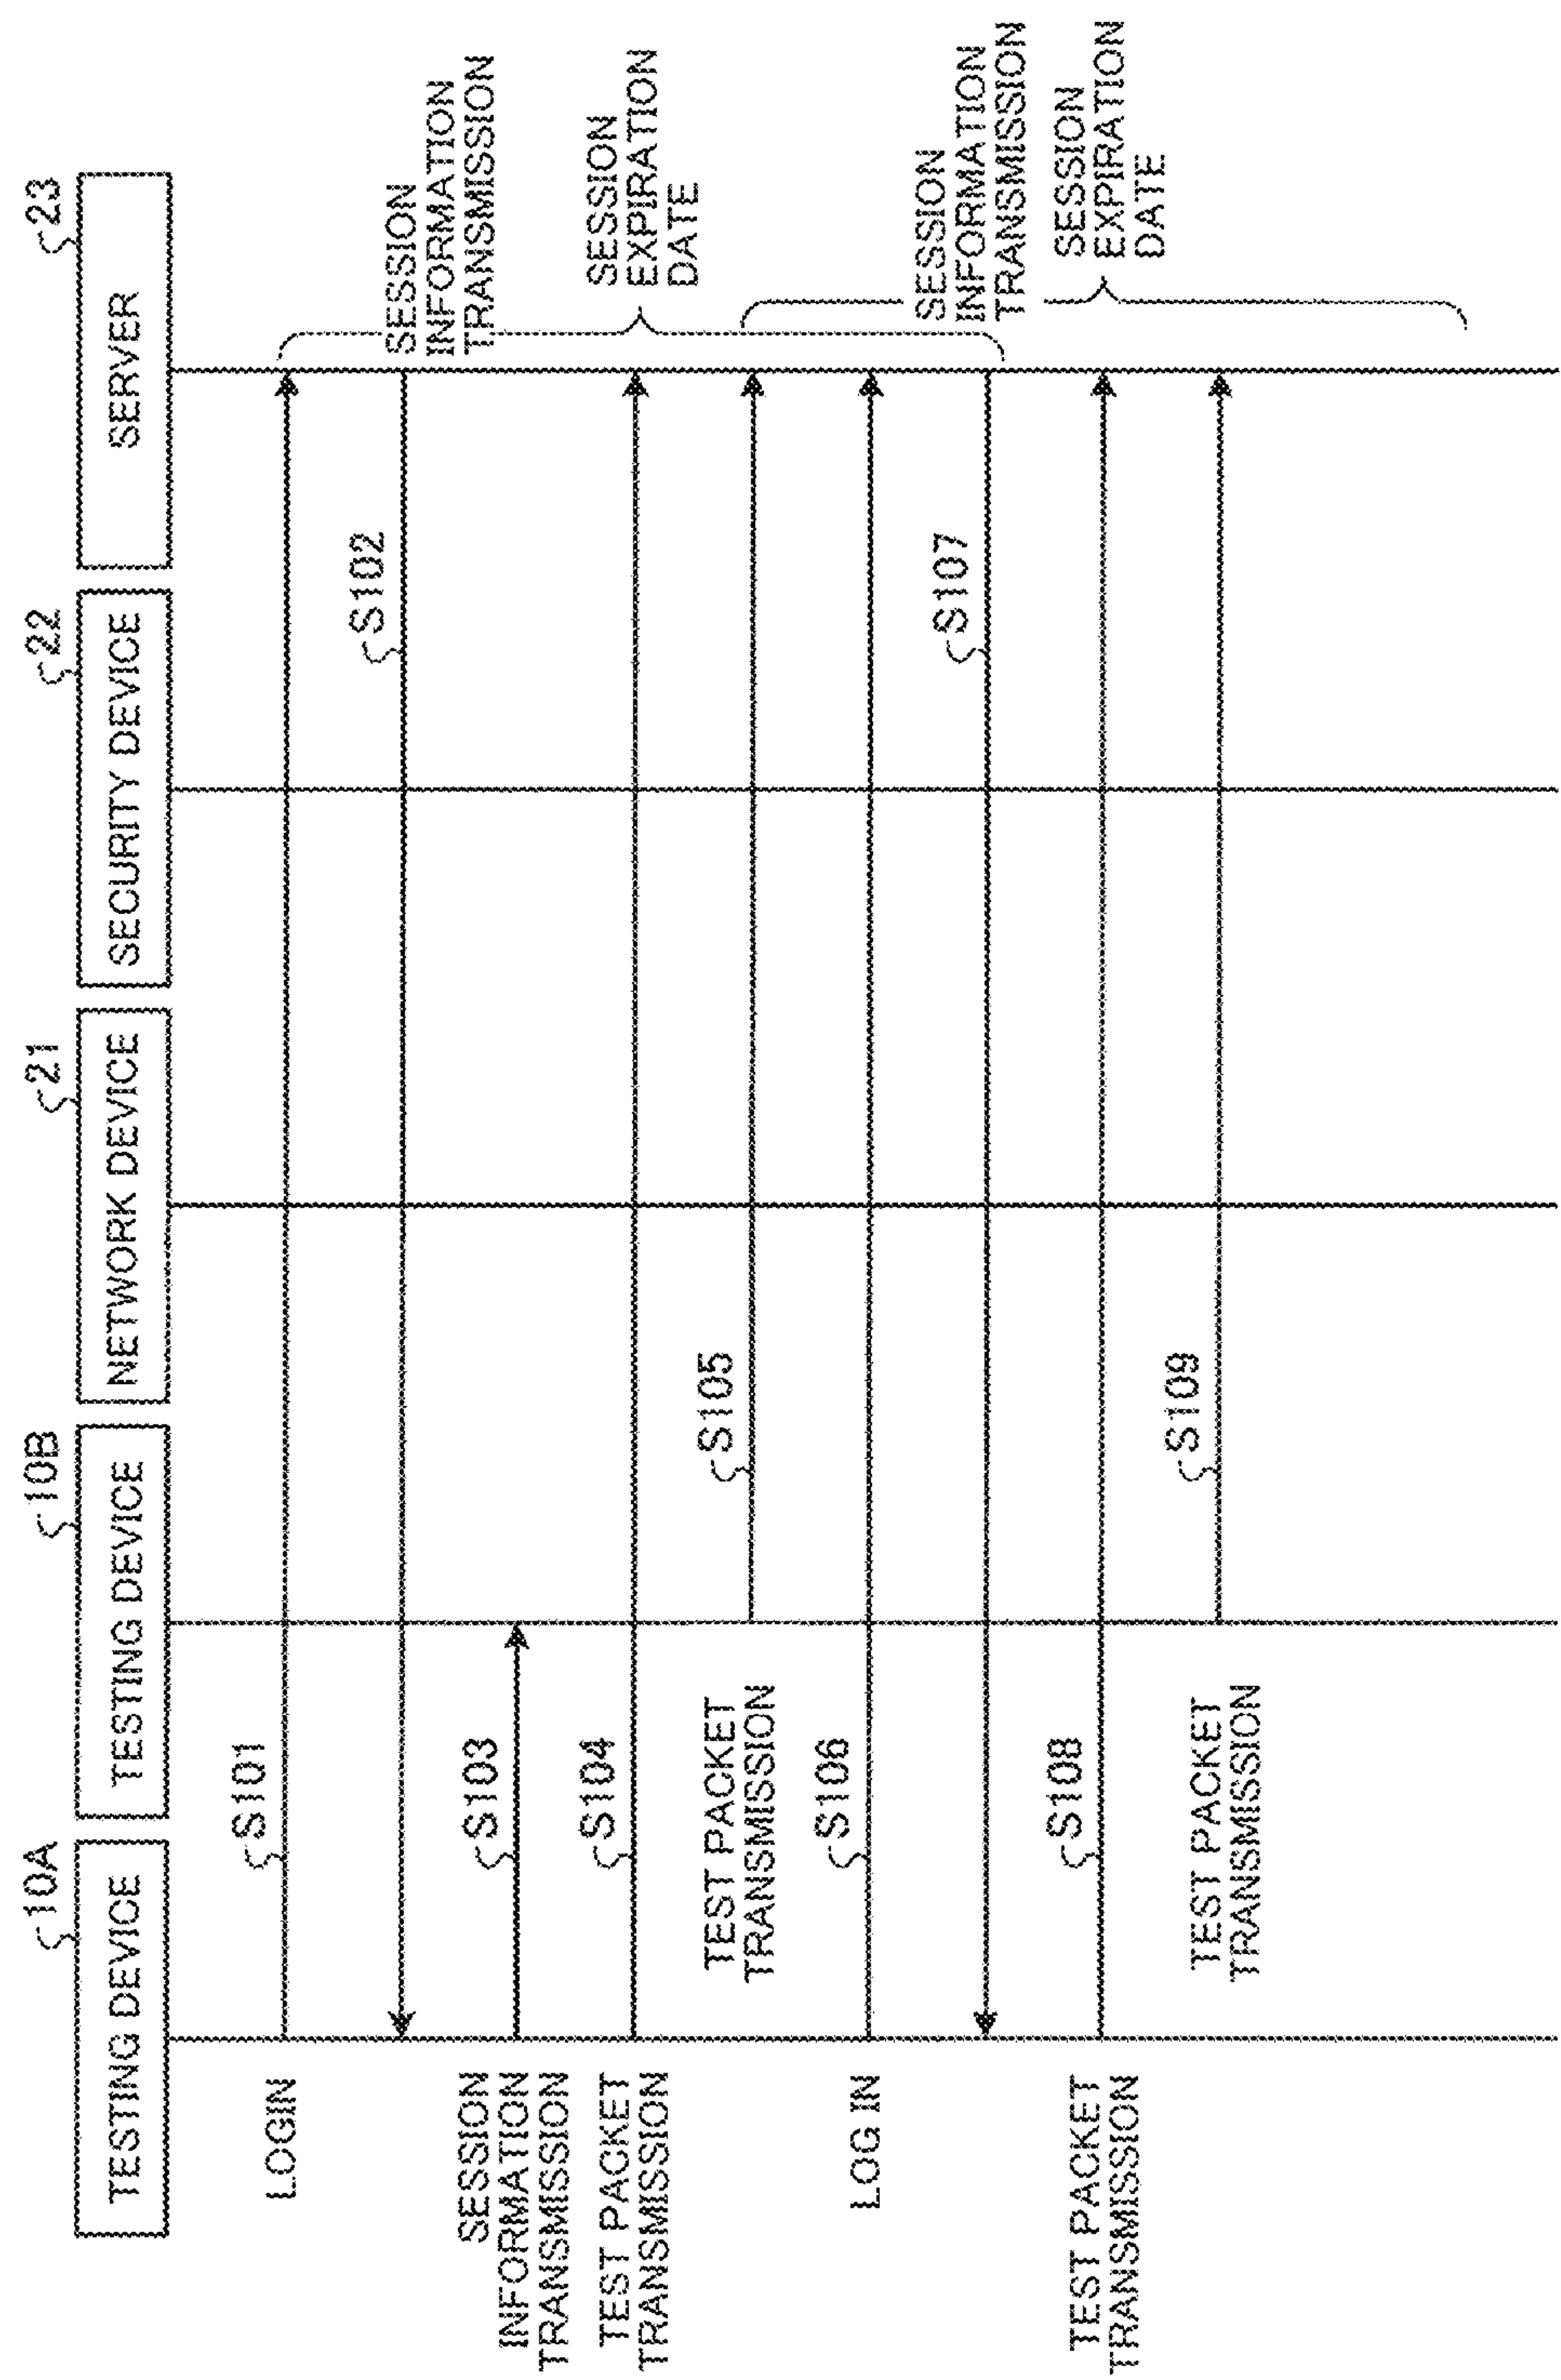 10A
10B
21
22
23
TESTING DEVICE
TESTING DEVICE
NETWORK DEVICE
SECURITY DEVICE
SERVER
LOGIN
S101
S102
SESSION
INFORMATION
TRANSMISSION
SESSION
INFORMATION
TRANSMISSION
S103
TEST PACKET
TRANSMISSION
S104
SESSION
EXPIRATION
DATE
TEST PACKET
TRANSMISSION
S105
LOG IN
S106
S107
SESSION
INFORMATION
TRANSMISSION
TEST PACKET
TRANSMISSION
S108
SESSION
EXPIRATION
DATE
TEST PACKET
TRANSMISSION
S109